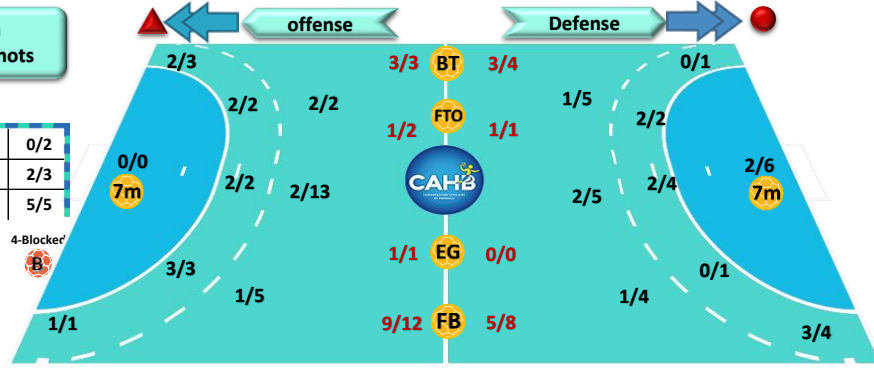 offense
Defense
hots
2/3
3/3 BT 3/4
0/1
2/2
2/2
1/5
FTO
2/2
1/2
1/1
0/2
2/3
5/5
0/0
7m
2/2
2/13
CAHB
2/5
2/4
2/6
7m
4-Blocked
B
3/3
1/1 EG 0/0
0/1
1/5
1/4
1/1
9/12 FB 5/8
3/4